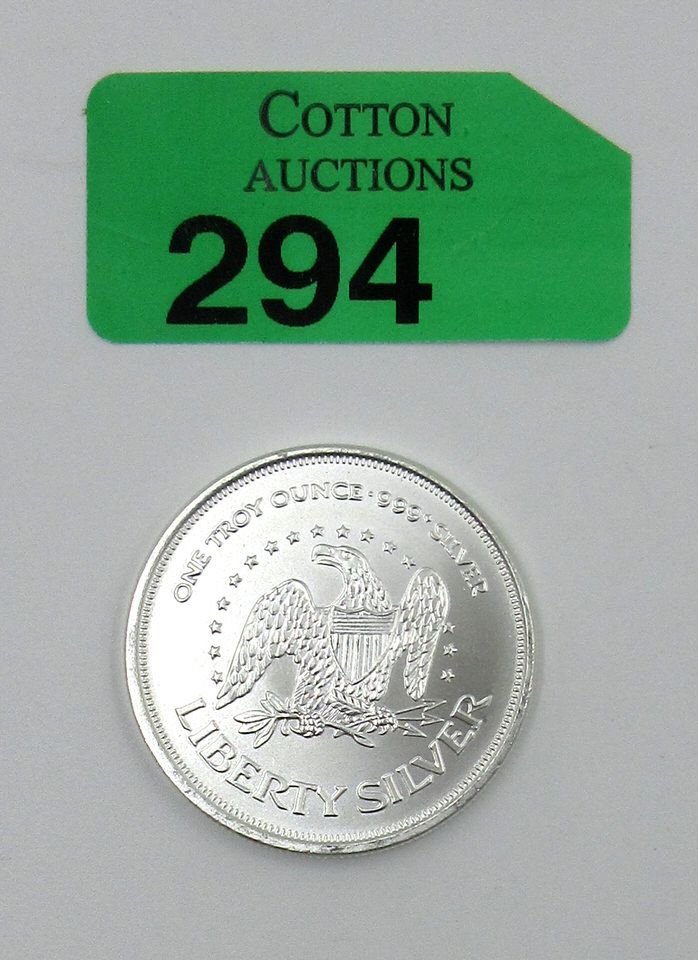 COTTON
AUCTIONS
294
ONE TROY OUNCE · 999+ SILVER
LIBERTY SILVER